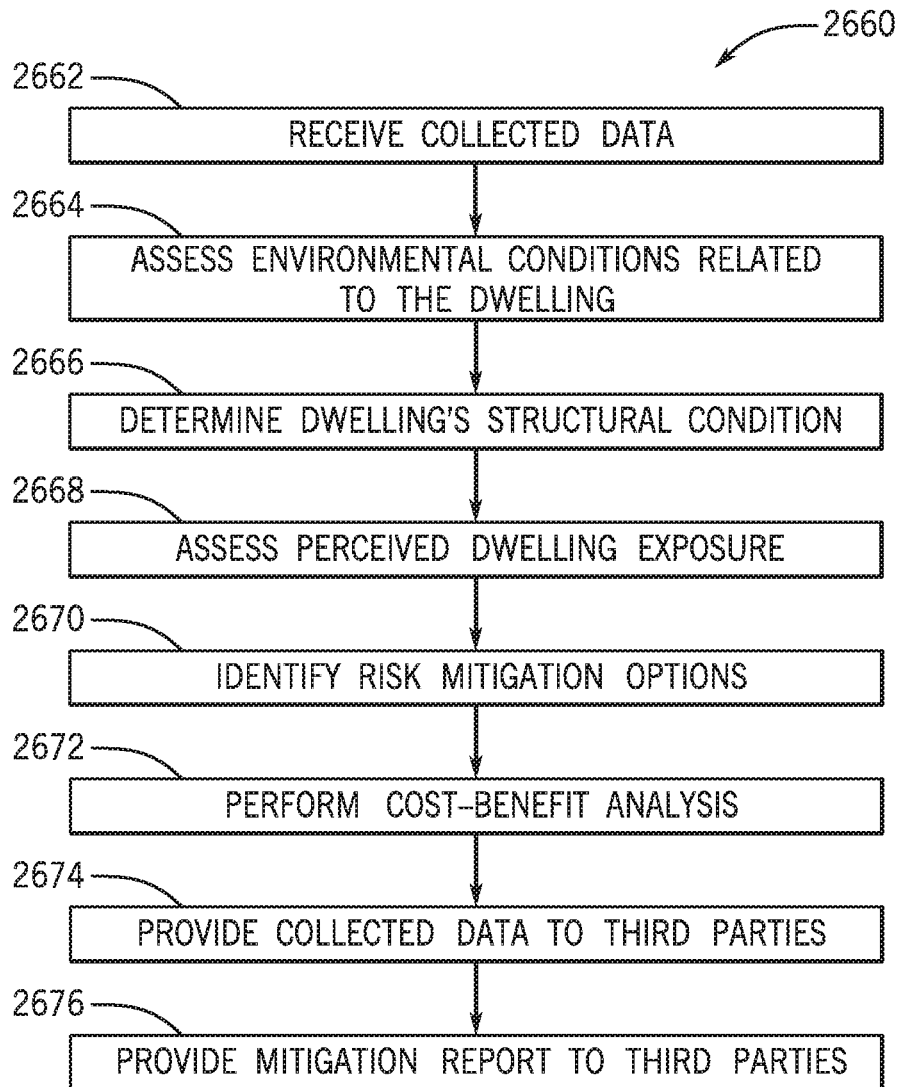 2660
2662
RECEIVE COLLECTED DATA
2664
ASSESS ENVIRONMENTAL CONDITIONS RELATED
TO THE DWELLING
2666
DETERMINE DWELLING'S STRUCTURAL CONDITION
2668
ASSESS PERCEIVED DWELLING EXPOSURE
2670
IDENTIFY RISK MITIGATION OPTIONS
2672
PERFORM COST–BENEFIT ANALYSIS
2674
PROVIDE COLLECTED DATA TO THIRD PARTIES
2676
PROVIDE MITIGATION REPORT TO THIRD PARTIES